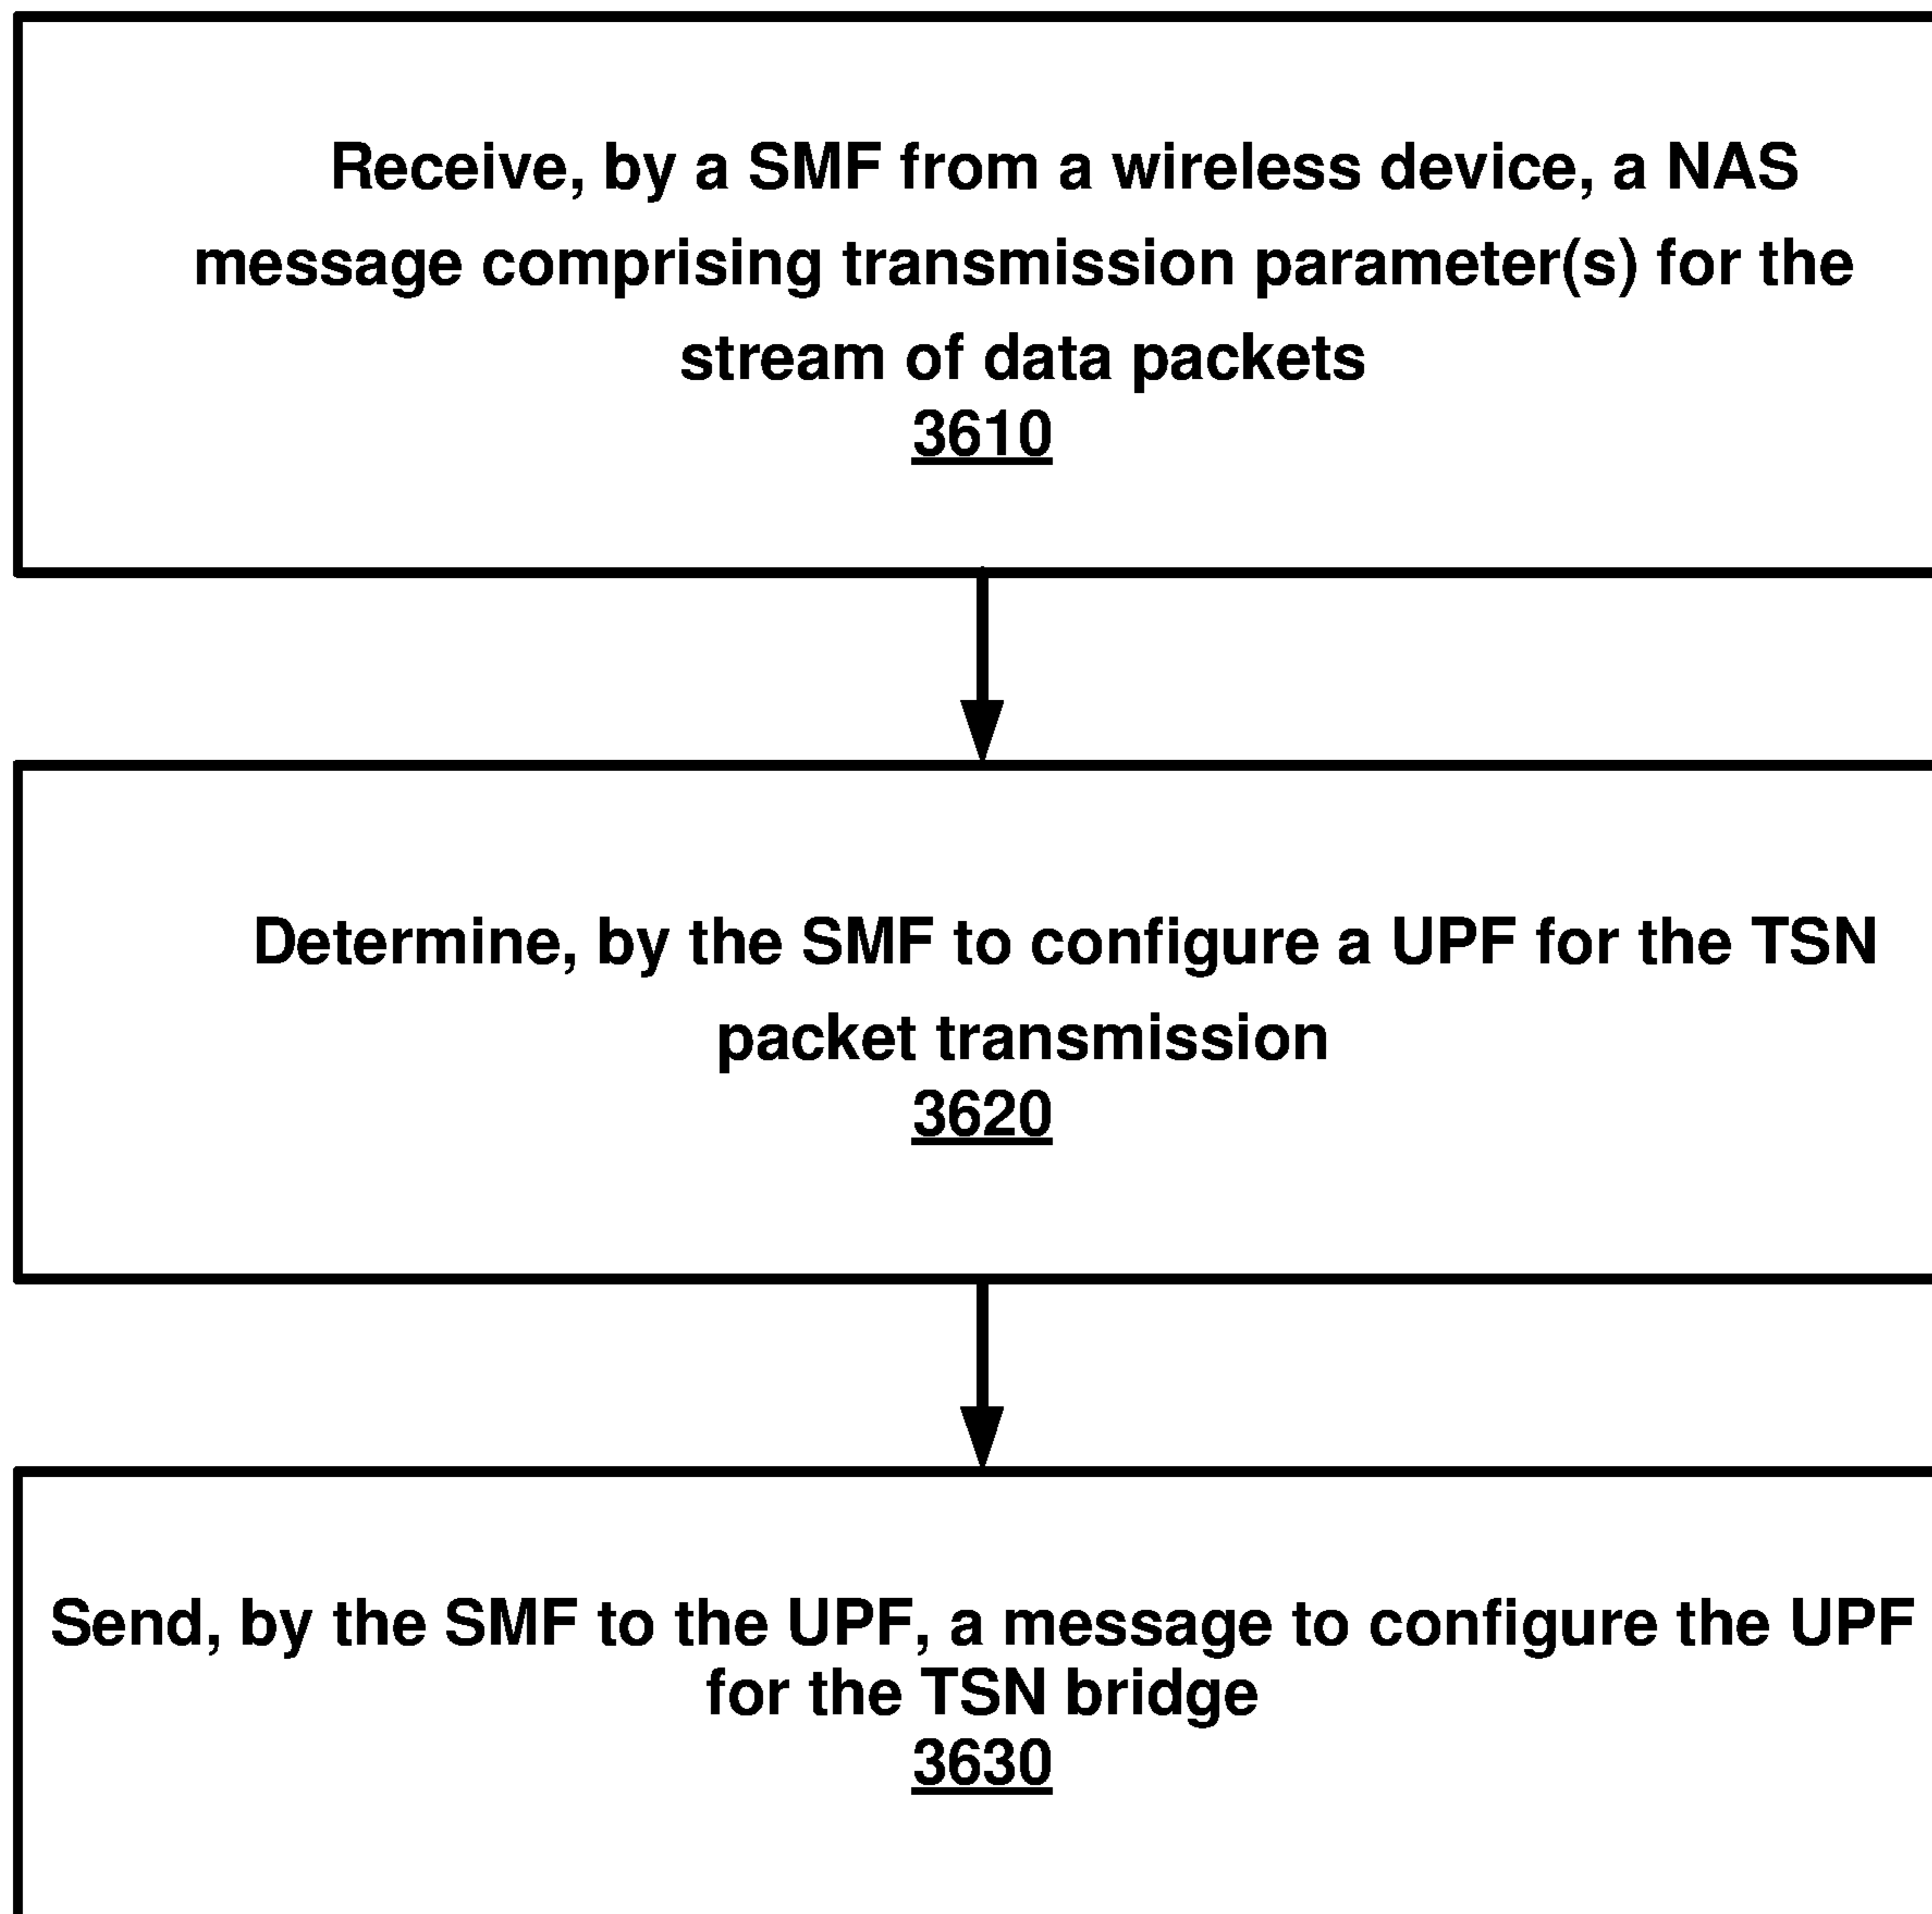 Receive, by a SMF from a wireless device, a NAS
message comprising transmission parameter(s) for the
stream of data packets
3610
Determine, by the SMF to configure a UPF for the TSN
packet transmission
3620
Send, by the SMF to the UPF, a message to configure the UPF
for the TSN bridge
3630